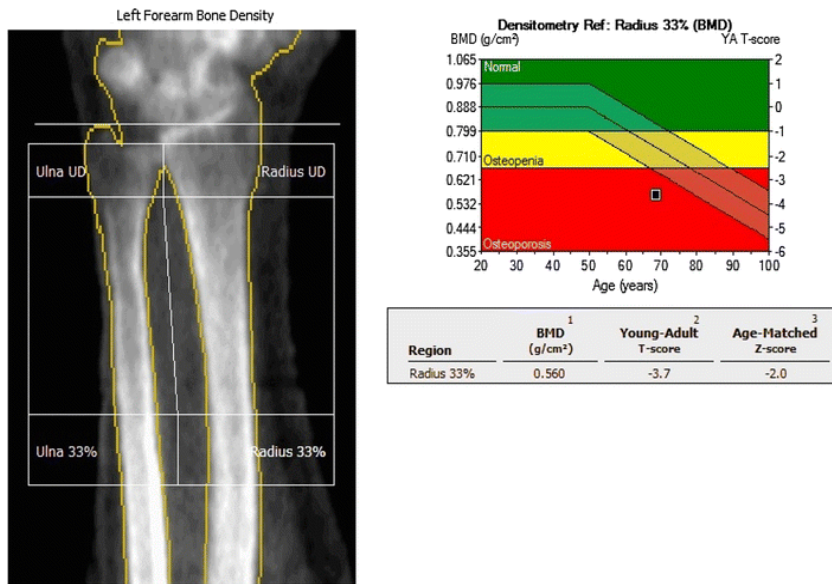 Left Forearm Bone Density
Ulna UD
Radius UD
Ulna 33%
Radius 33%
Densitometry Ref: Radius 33% (BMD)
BMD (g/cm²) YA T-score
1.065 2
0.976 1
0.888 0
0.799 -1
0.710 -2
0.621 -3
0.532 -4
0.444 -5
0.355 -6
Normal
Osteopenia
Osteoporosis
20 30 40 50 60 70 80 90 100
Age (years)
1 2 3
BMD Young-Adult Age-Matched
Region (g/cm²) T-score Z-score
Radius 33% 0.560 -3.7 -2.0